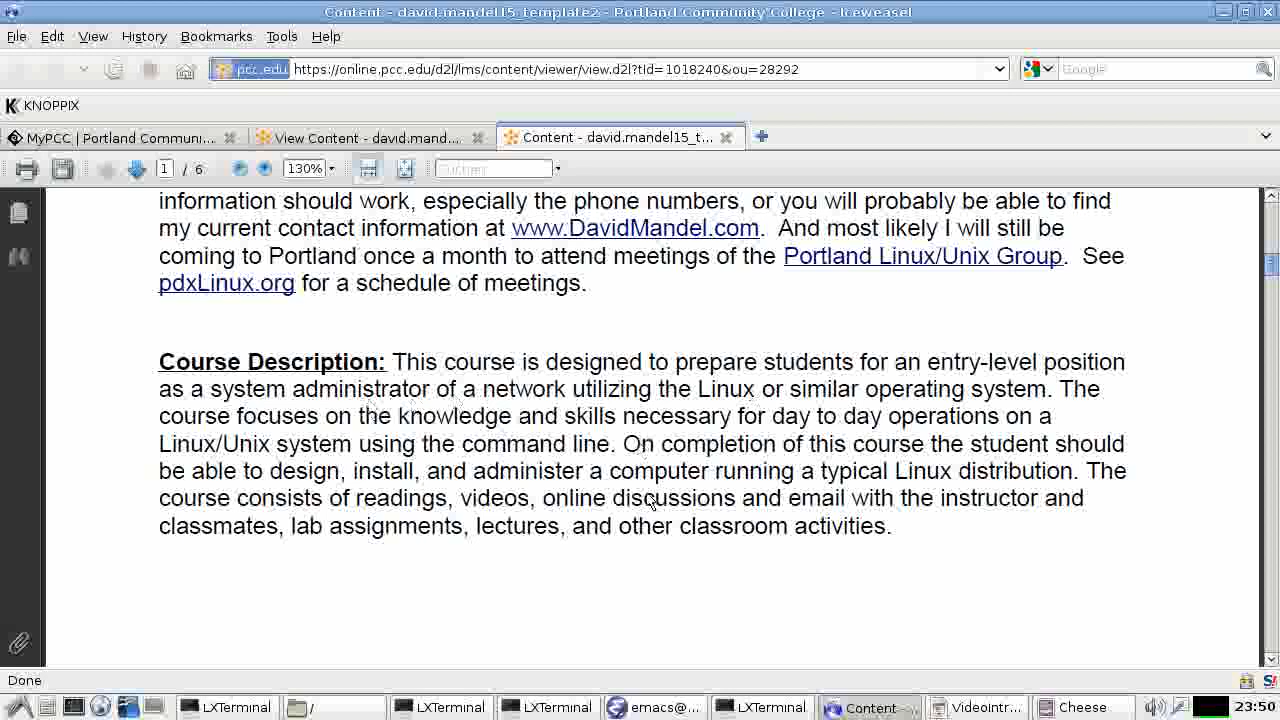 Content - david.mandel15_template2 - Portland Community College - Iceweasel
File Edit View History Bookmarks Tools Help
pcc.edu https://online.pcc.edu/d2l/lms/content/viewer/view.d2l?tId=1018240&ou=28292 Google
KNOPPIX
MyPCC | Portland Communi... View Content - david.mand... Content - david.mandel15_t...
1 / 6 130% Suchen
information should work, especially the phone numbers, or you will probably be able to find
my current contact information at www.DavidMandel.com. And most likely I will still be
coming to Portland once a month to attend meetings of the Portland Linux/Unix Group. See
pdxLinux.org for a schedule of meetings.
Course Description: This course is designed to prepare students for an entry-level position
as a system administrator of a network utilizing the Linux or similar operating system. The
course focuses on the knowledge and skills necessary for day to day operations on a
Linux/Unix system using the command line. On completion of this course the student should
be able to design, install, and administer a computer running a typical Linux distribution. The
course consists of readings, videos, online discussions and email with the instructor and
classmates, lab assignments, lectures, and other classroom activities.
Done
LXTerminal / LXTerminal LXTerminal emacs@... LXTerminal Content -... Videointr... Cheese 23:50